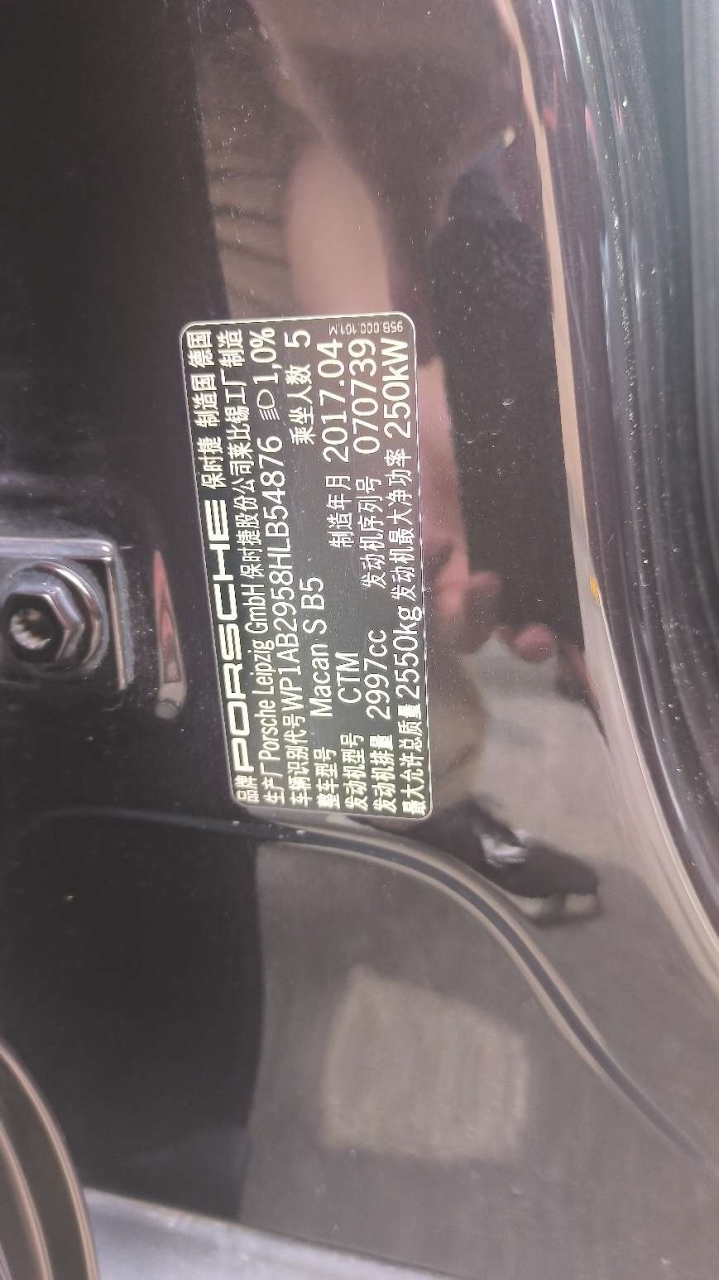 品牌 PORSCHE 保时捷 制造国 德国
生产厂 Porsche Leipzig GmbH 保时捷股份公司莱比锡工厂制造
车辆识别代号 WP1AB2958HLB54876 1,0%
整车型号 Macan S B5 乘坐人数 5
发动机型号 CTM 制造年月 2017.04
发动机排量 2997cc 发动机序列号 070739
最大允许总质量 2550kg 发动机最大净功率 250kW
95B.000.161.M